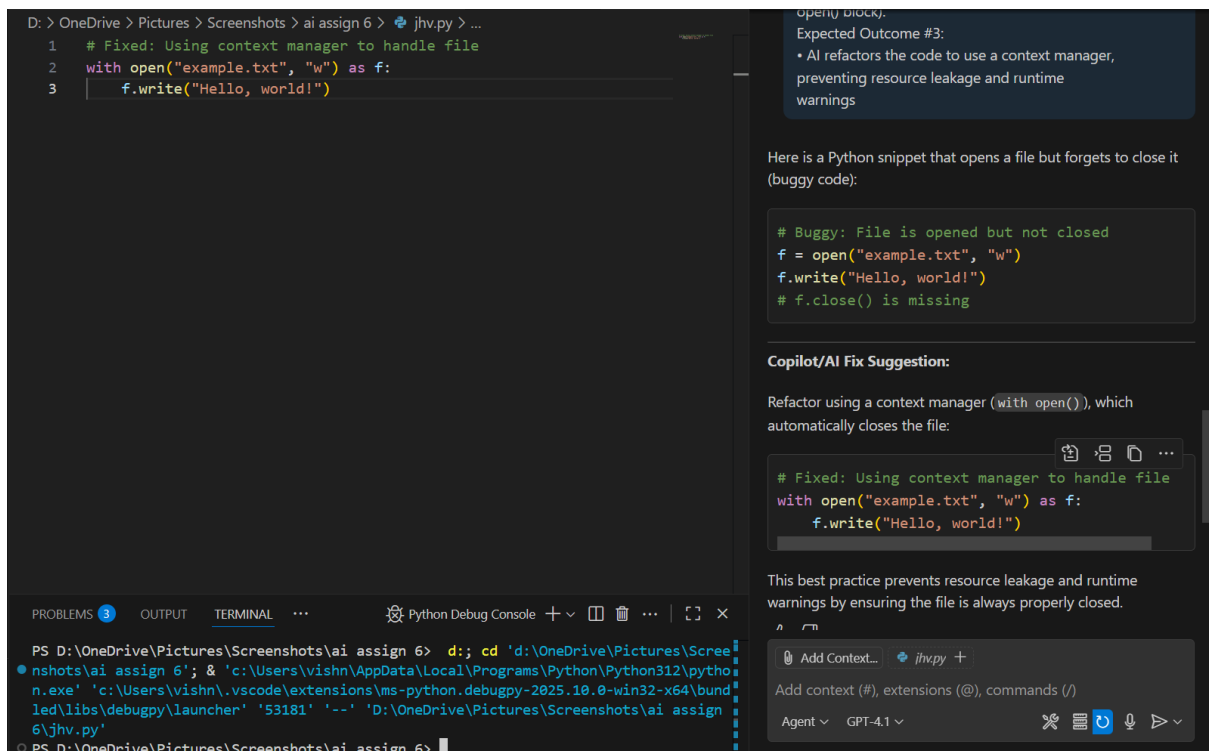 D: > OneDrive > Pictures > Screenshots > ai assign 6 > jhv.py > ...
1 # Fixed: Using context manager to handle file
2 with open("example.txt", "w") as f:
3 f.write("Hello, world!")
PROBLEMS 3 OUTPUT TERMINAL ... Python Debug Console
PS D:\OneDrive\Pictures\Screenshots\ai assign 6> d:; cd 'd:\OneDrive\Pictures\Scree
nshots\ai assign 6'; & 'c:\Users\vishn\AppData\Local\Programs\Python\Python312\pytho
n.exe' 'c:\Users\vishn\.vscode\extensions\ms-python.debugpy-2025.10.0-win32-x64\bund
led\libs\debugpy\launcher' '53181' '--' 'D:\OneDrive\Pictures\Screenshots\ai assign
6\jhv.py'
PS D:\OneDrive\Pictures\Screenshots\ai assign 6>
open() block).
Expected Outcome #3:
• AI refactors the code to use a context manager,
preventing resource leakage and runtime
warnings
Here is a Python snippet that opens a file but forgets to close it
(buggy code):
# Buggy: File is opened but not closed
f = open("example.txt", "w")
f.write("Hello, world!")
# f.close() is missing
Copilot/AI Fix Suggestion:
Refactor using a context manager (with open()), which
automatically closes the file:
# Fixed: Using context manager to handle file
with open("example.txt", "w") as f:
f.write("Hello, world!")
This best practice prevents resource leakage and runtime
warnings by ensuring the file is always properly closed.
Add Context... jhv.py +
Add context (#), extensions (@), commands (/)
Agent GPT-4.1